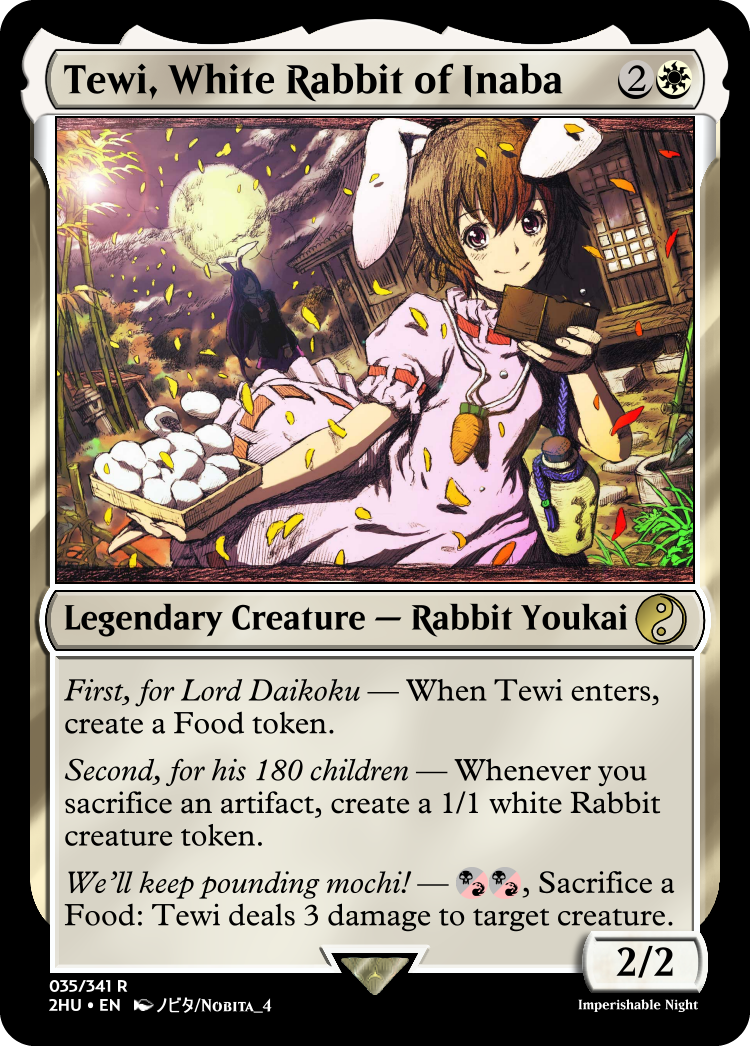 Tewi, White Rabbit of Inaba 2
Legendary Creature — Rabbit Youkai
First, for Lord Daikoku — When Tewi enters,
create a Food token.
Second, for his 180 children — Whenever you
sacrifice an artifact, create a 1/1 white Rabbit
creature token.
We'll keep pounding mochi! — , Sacrifice a
Food: Tewi deals 3 damage to target creature.
2/2
035/341 R
2HU • EN ノビタ/Nobita_4
Imperishable Night